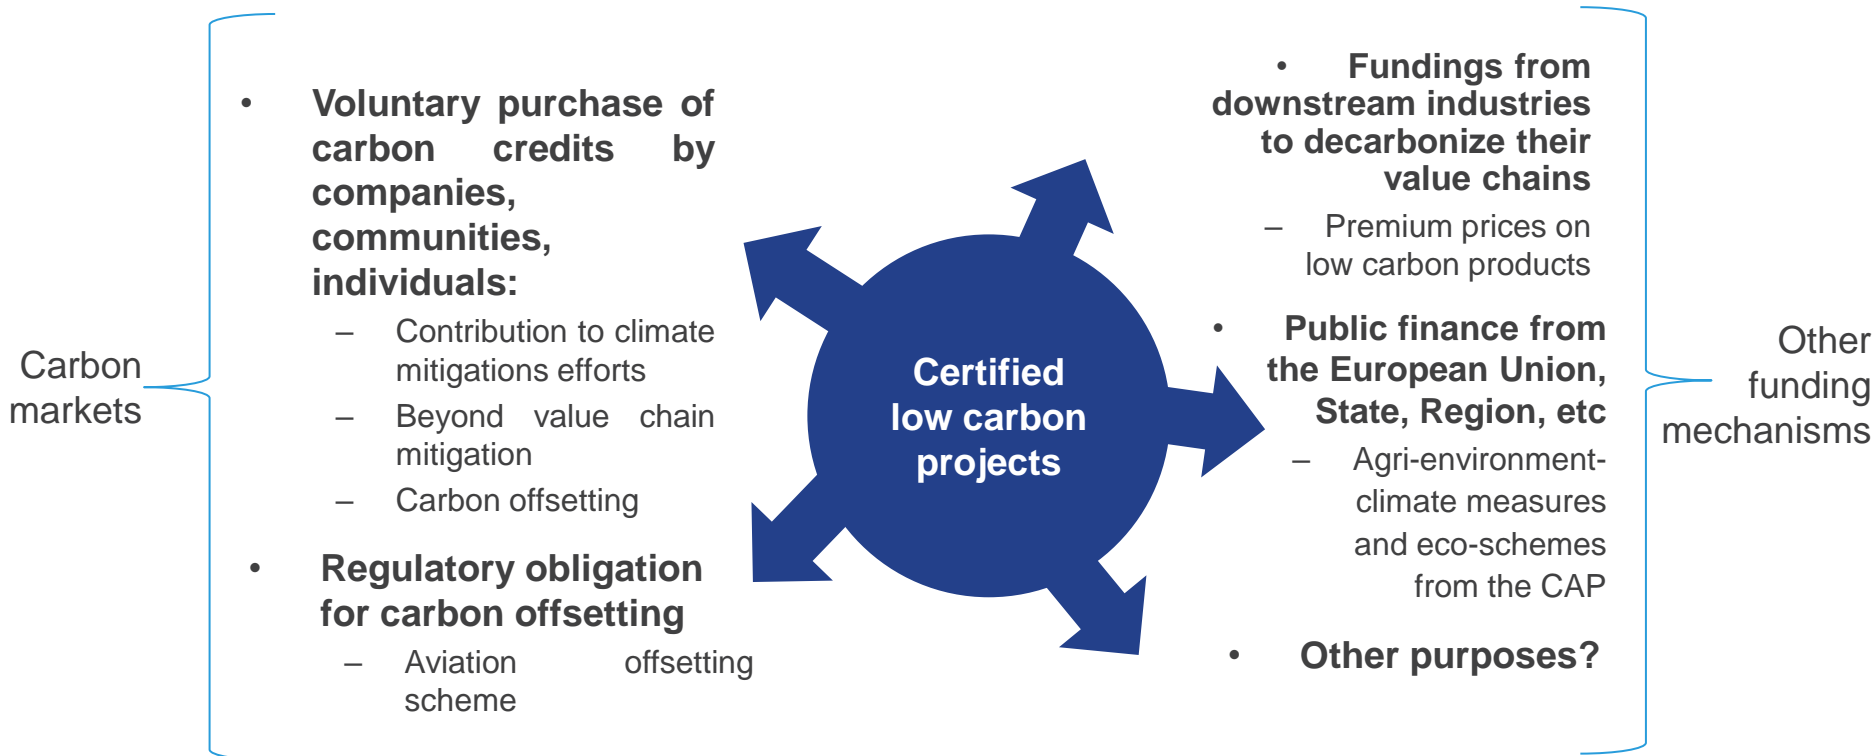 Carbon
markets
• Voluntary purchase of
carbon credits by
companies,
communities,
individuals:
– Contribution to climate
mitigations efforts
– Beyond value chain
mitigation
– Carbon offsetting
• Regulatory obligation
for carbon offsetting
– Aviation offsetting
scheme
Certified
low carbon
projects
• Fundings from
downstream industries
to decarbonize their
value chains
– Premium prices on
low carbon products
• Public finance from
the European Union,
State, Region, etc
– Agri-environment-
climate measures
and eco-schemes
from the CAP
• Other purposes?
Other
funding
mechanisms